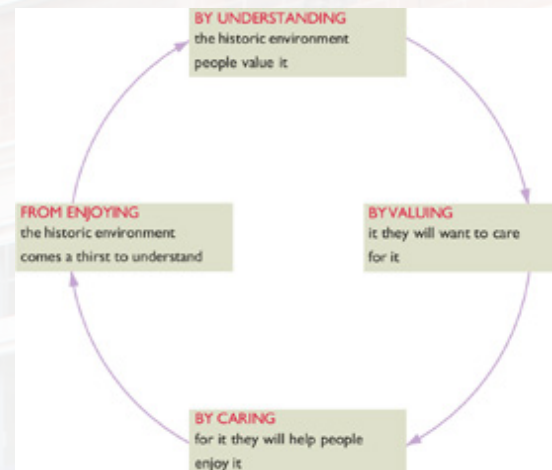 BY UNDERSTANDING
the historic environment
people value it
BY VALUING
it they will want to care
for it
BY CARING
for it they will help people
enjoy it
FROM ENJOYING
the historic environment
comes a thirst to understand